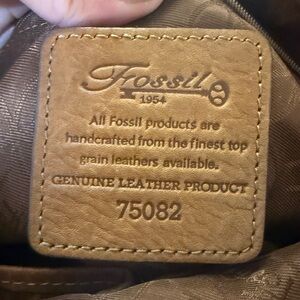 Fossil
1954
All Fossil products are
handcrafted from the finest top
grain leathers available.
GENUINE LEATHER PRODUCT
75082